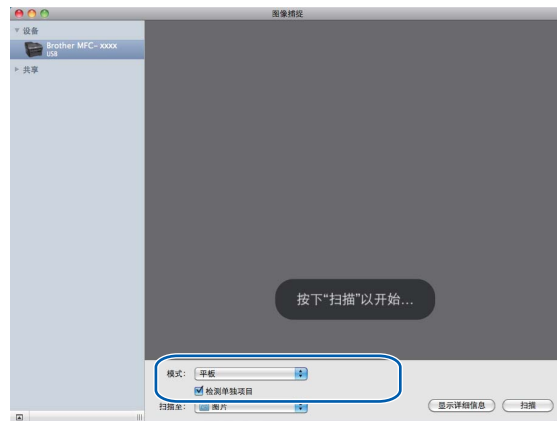 图像捕捉
设备
Brother MFC- xxxx
USB
共享
按下“扫描”以开始...
模式： 平板
检测单独项目
扫描至： 图片
显示详细信息 扫描